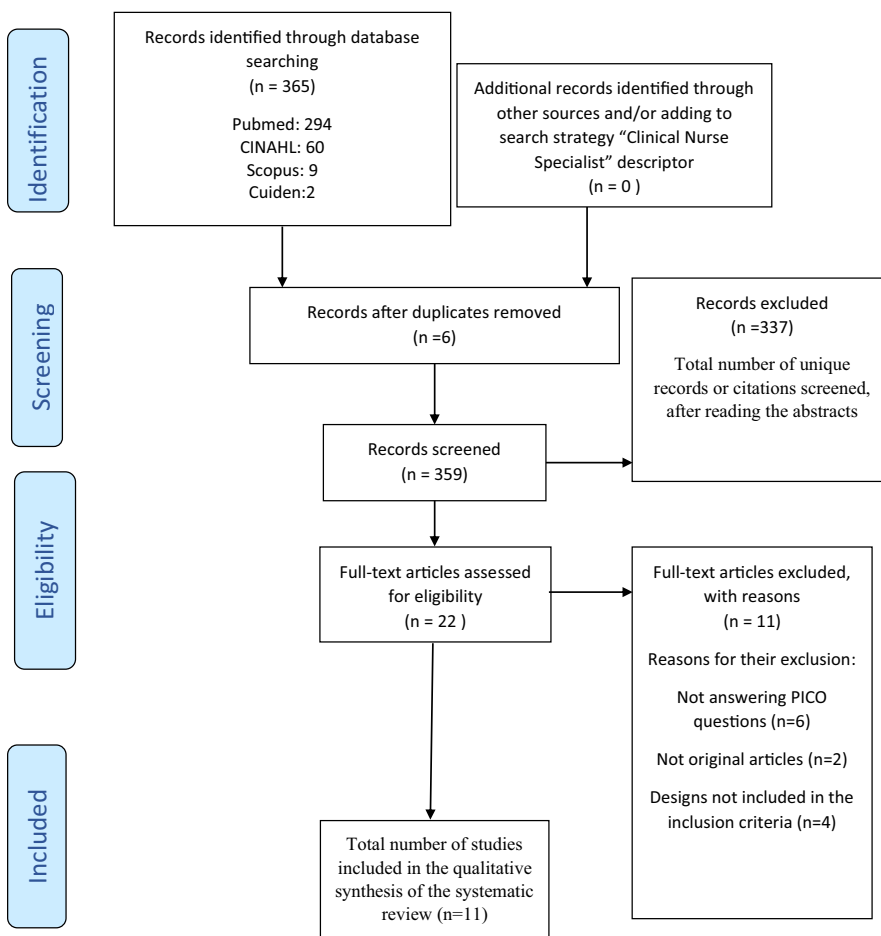 Identification
Records identified through database
searching
(n = 365)
Pubmed: 294
CINAHL: 60
Scopus: 9
Cuiden:2
Additional records identified through
other sources and/or adding to
search strategy “Clinical Nurse
Specialist” descriptor
(n = 0 )
Screening
Records after duplicates removed
(n =6)
Records excluded
(n =337)
Total number of unique
records or citations screened,
after reading the abstracts
Records screened
(n = 359)
Eligibility
Full-text articles assessed
for eligibility
(n = 22 )
Full-text articles excluded,
with reasons
(n = 11)
Reasons for their exclusion:
Not answering PICO
questions (n=6)
Not original articles (n=2)
Designs not included in the
inclusion criteria (n=4)
Included
Total number of studies
included in the qualitative
synthesis of the systematic
review (n=11)